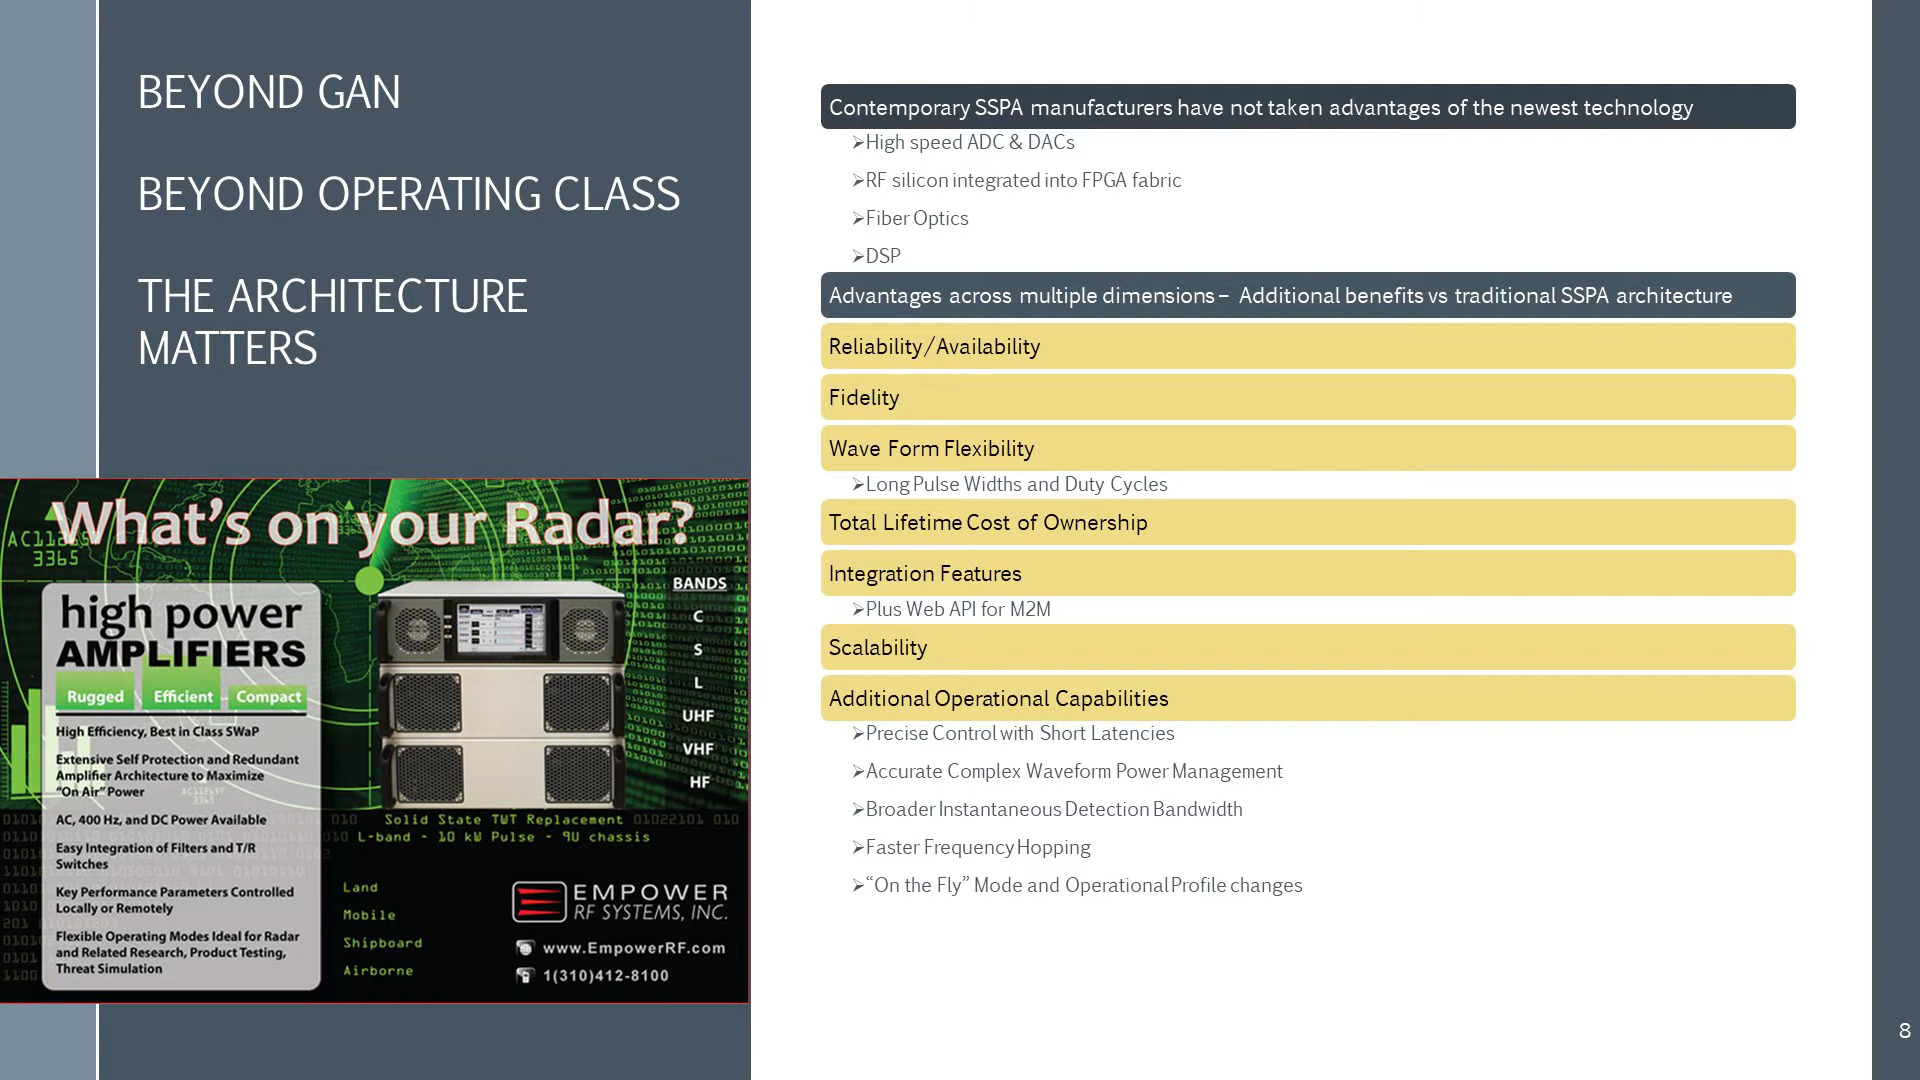 BEYOND GAN
BEYOND OPERATING CLASS
THE ARCHITECTURE
MATTERS
What's on your Radar?
AC112
3365
high power
AMPLIFIERS
Rugged
Efficient
Compact
High Efficiency, Best in Class SWaP
Extensive Self Protection and Redundant
Amplifier Architecture to Maximize
"On Air" Power
AC, 400 Hz, and DC Power Available
Easy Integration of Filters and T/R
Switches
Key Performance Parameters Controlled
Locally or Remotely
Flexible Operating Modes Ideal for Radar
and Related Research, Product Testing,
Threat Simulation
BANDS
C
S
L
UHF
VHF
HF
Solid State TWT Replacement
L-band - 10 kW Pulse - 9U chassis
Land
Mobile
Shipboard
Airborne
EMPOWER
RF SYSTEMS, INC.
www.EmpowerRF.com
1(310)412-8100
Contemporary SSPA manufacturers have not taken advantages of the newest technology
➢High speed ADC & DACs
➢RF silicon integrated into FPGA fabric
➢Fiber Optics
➢DSP
Advantages across multiple dimensions – Additional benefits vs traditional SSPA architecture
Reliability/Availability
Fidelity
Wave Form Flexibility
➢Long Pulse Widths and Duty Cycles
Total Lifetime Cost of Ownership
Integration Features
➢Plus Web API for M2M
Scalability
Additional Operational Capabilities
➢Precise Control with Short Latencies
➢Accurate Complex Waveform Power Management
➢Broader Instantaneous Detection Bandwidth
➢Faster Frequency Hopping
➢“On the Fly” Mode and Operational Profile changes
8